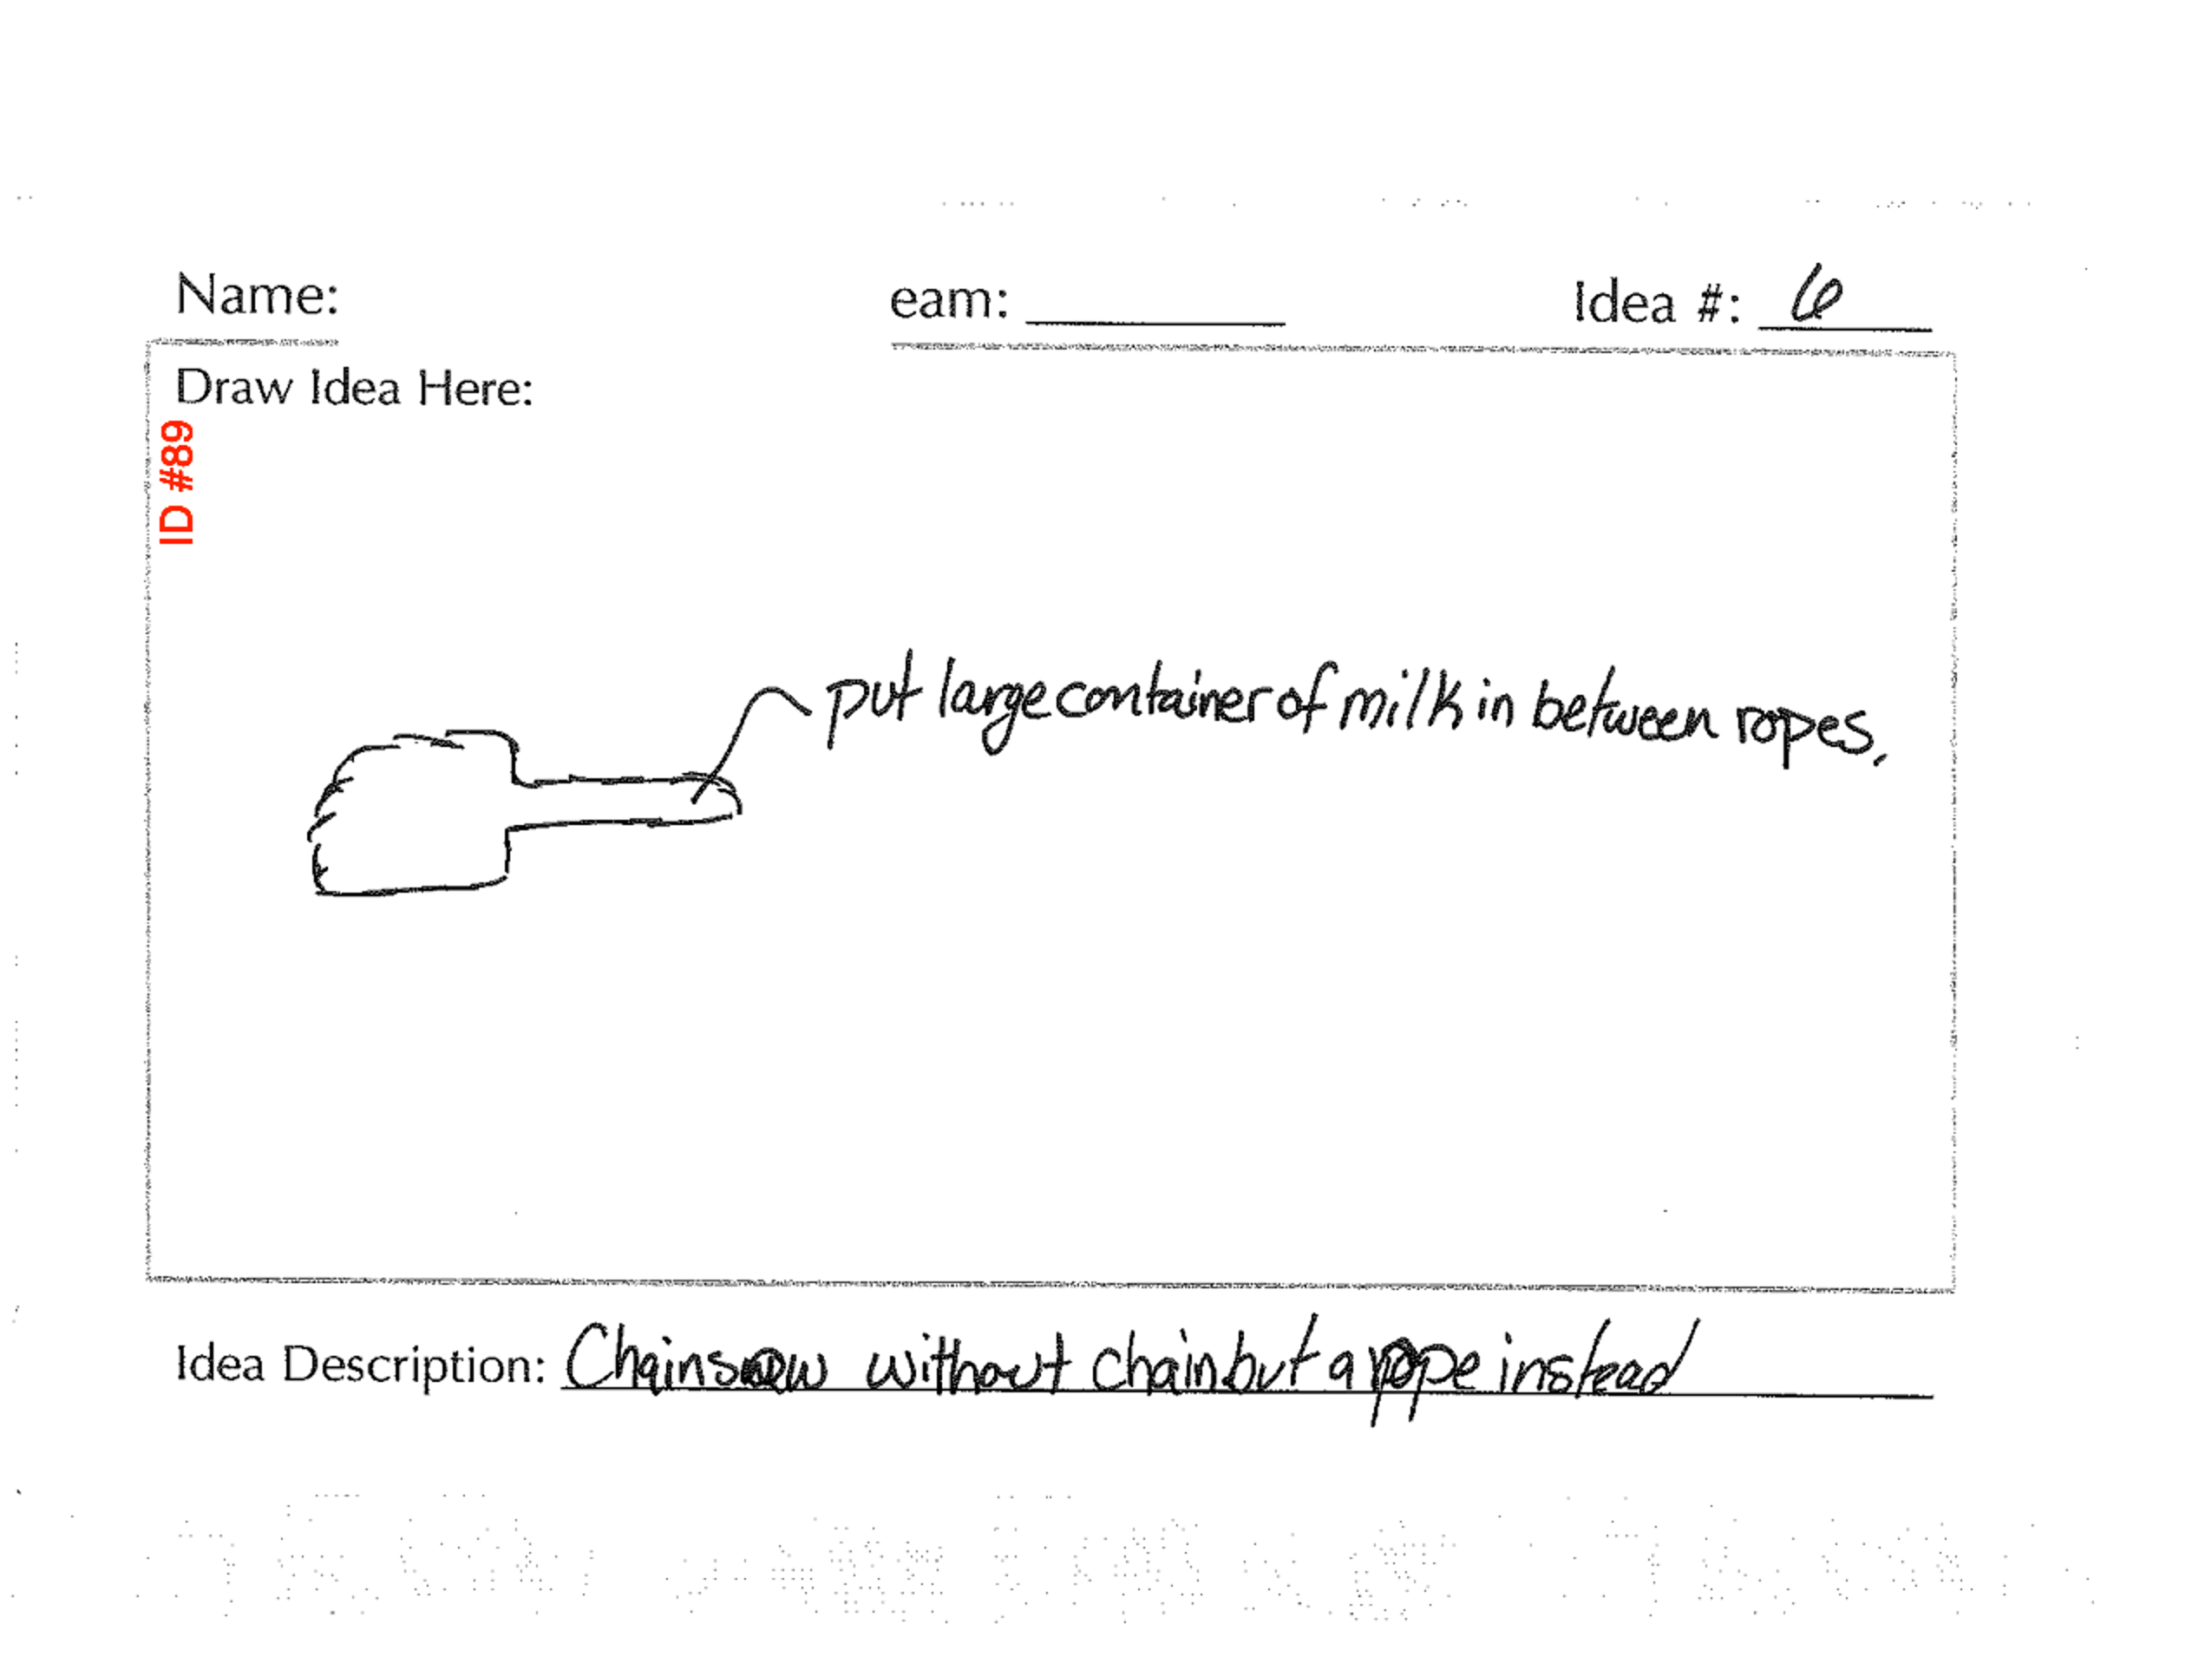 Name:
eam: Idea #: 6
Draw Idea Here:
ID #89
put large container of milk in between ropes.
Idea Description: Chainsaw without chain but a rope instead